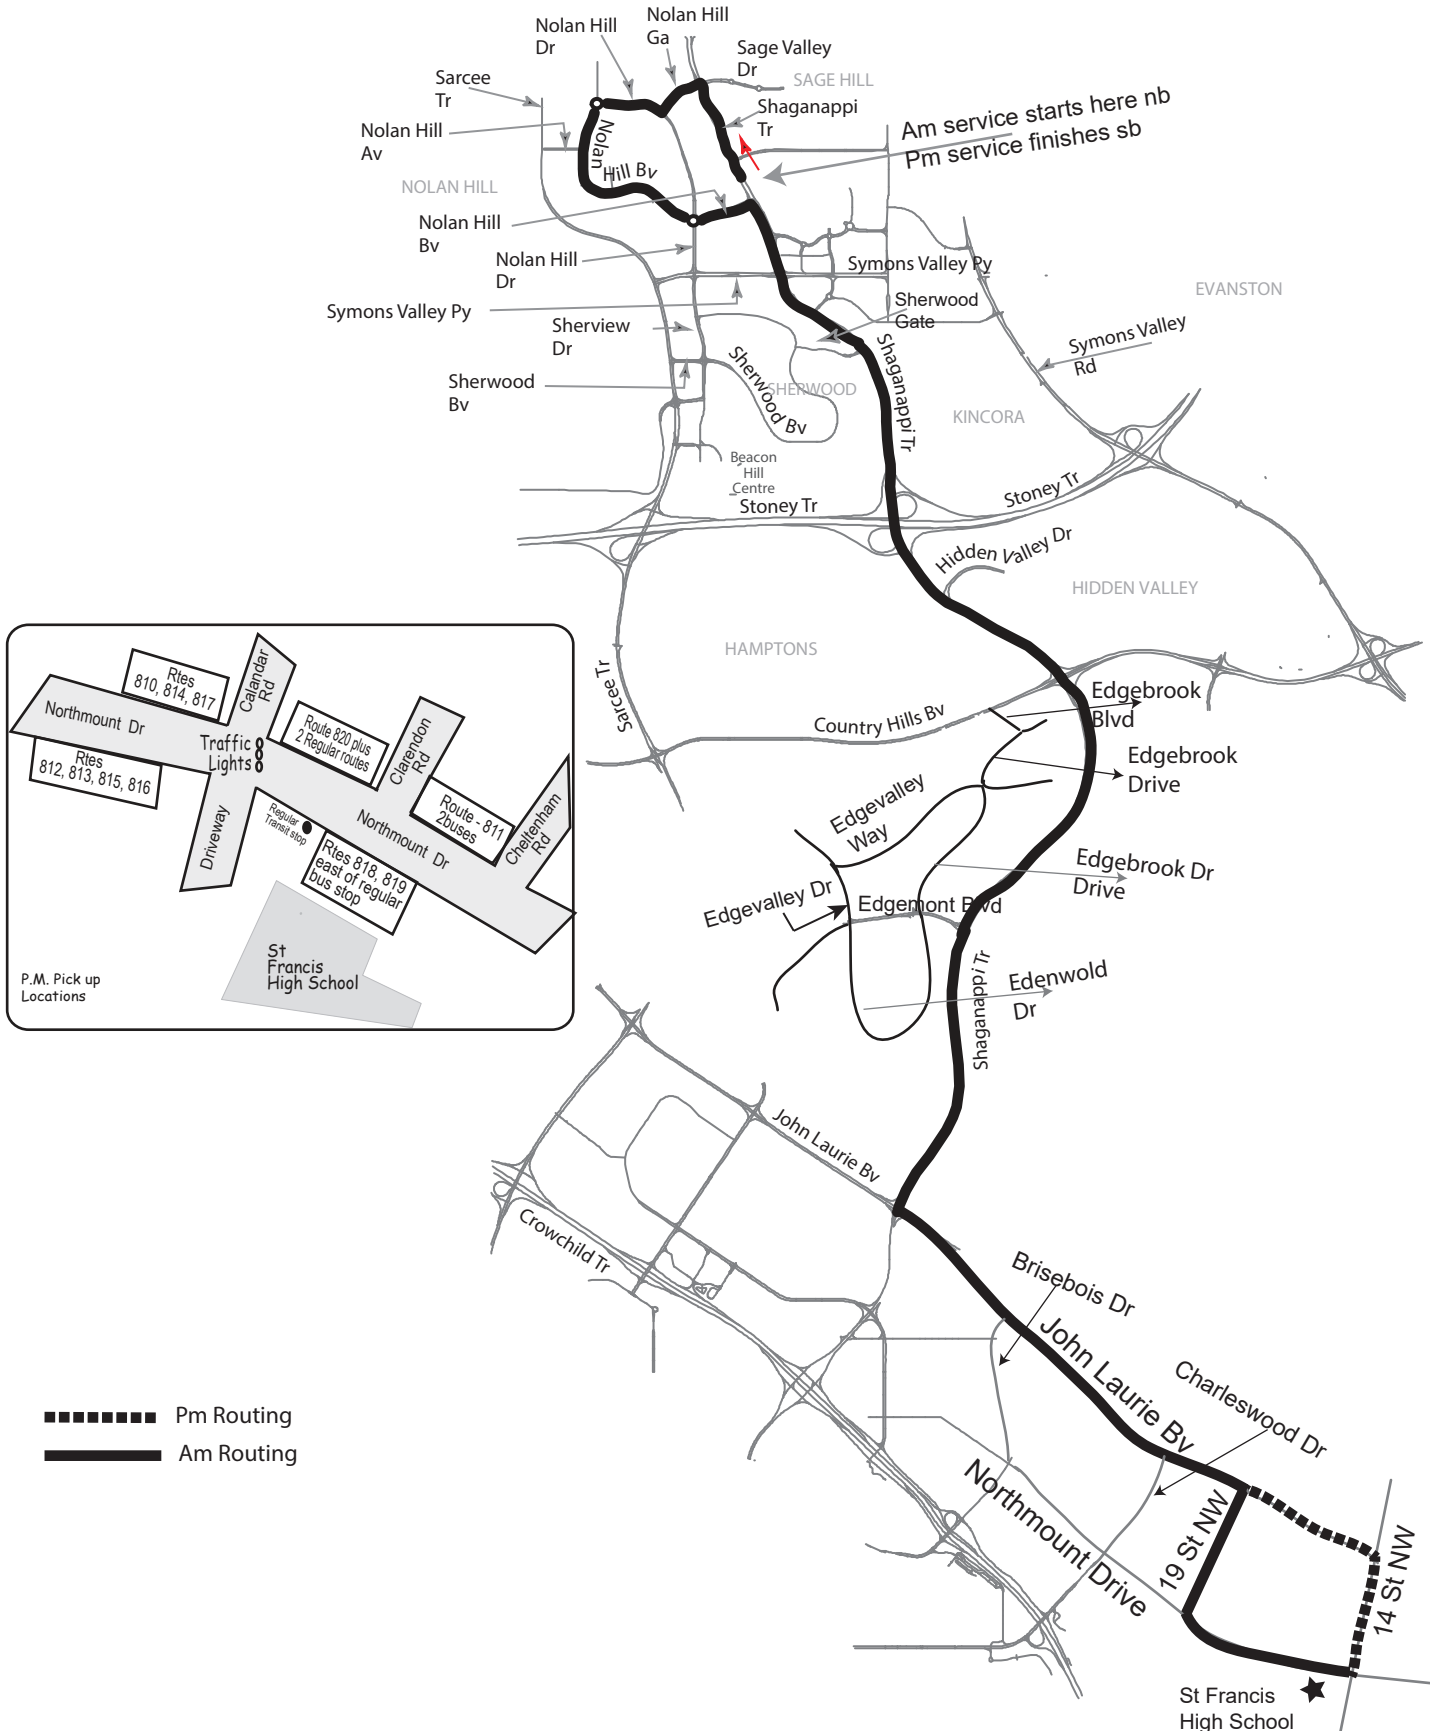 Nolan Hill
Dr
Nolan Hill
Ga
Sage Valley
Dr
SAGE HILL
Sarcee
Tr
Shaganappi
Tr
Am service starts here nb
Pm service finishes sb
Nolan Hill
Av
Nolan
Hill Bv
NOLAN HILL
Nolan Hill
Bv
Nolan Hill
Dr
Symons Valley Py
Symons Valley Py
EVANSTON
Sherwood
Gate
Sherview
Dr
Symons Valley
Rd
Shaganappi Tr
Sherwood
Bv
Sherwood Bv
SHERWOOD
KINCORA
Beacon
Hill
Centre
Stoney Tr
Stoney Tr
Hidden Valley Dr
HIDDEN VALLEY
HAMPTONS
Sarcee Tr
Country Hills Bv
Edgebrook
Blvd
Edgebrook
Drive
Edgevalley
Way
Edgebrook Dr
Drive
Edgevalley Dr
Edgemont Blvd
Shaganappi Tr
Edenwold
Dr
Rtes
810, 814, 817
Calandar
Rd
Northmount Dr
Route 820 plus
2 Regular routes
Clarendon
Rd
Traffic
Lights
Rtes
812, 813, 815, 816
Route - 811
2buses
Cheltenham
Rd
Regular
Transit stop
Northmount Dr
Driveway
Rtes 818, 819
east of regular
bus stop
St
Francis
High School
P.M. Pick up
Locations
John Laurie Bv
Crowchild Tr
Brisebois Dr
John Laurie Bv
Charleswood Dr
Pm Routing
Am Routing
Northmount Drive
19 St NW
14 St NW
St Francis
High School